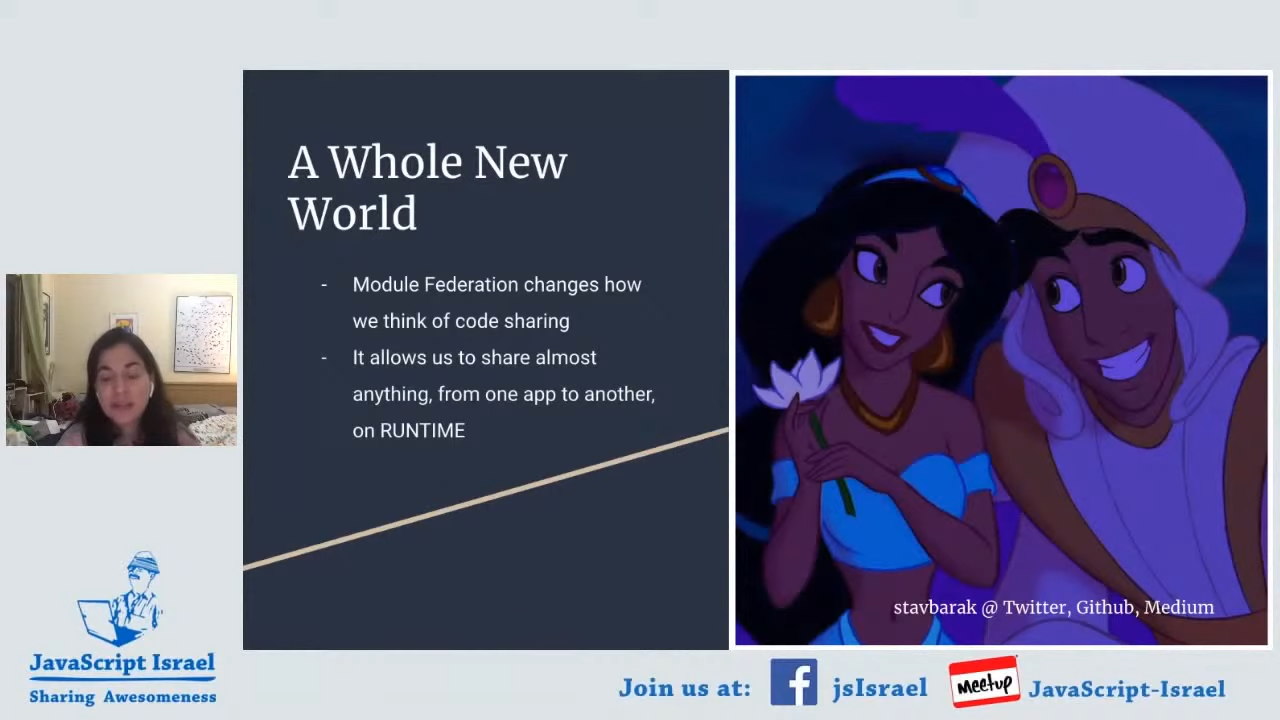 A Whole New
World
- Module Federation changes how
we think of code sharing
- It allows us to share almost
anything, from one app to another,
on RUNTIME
stavbarak @ Twitter, Github, Medium
JavaScript Israel
Sharing Awesomeness
Join us at: f jsIsrael Meetup JavaScript-Israel